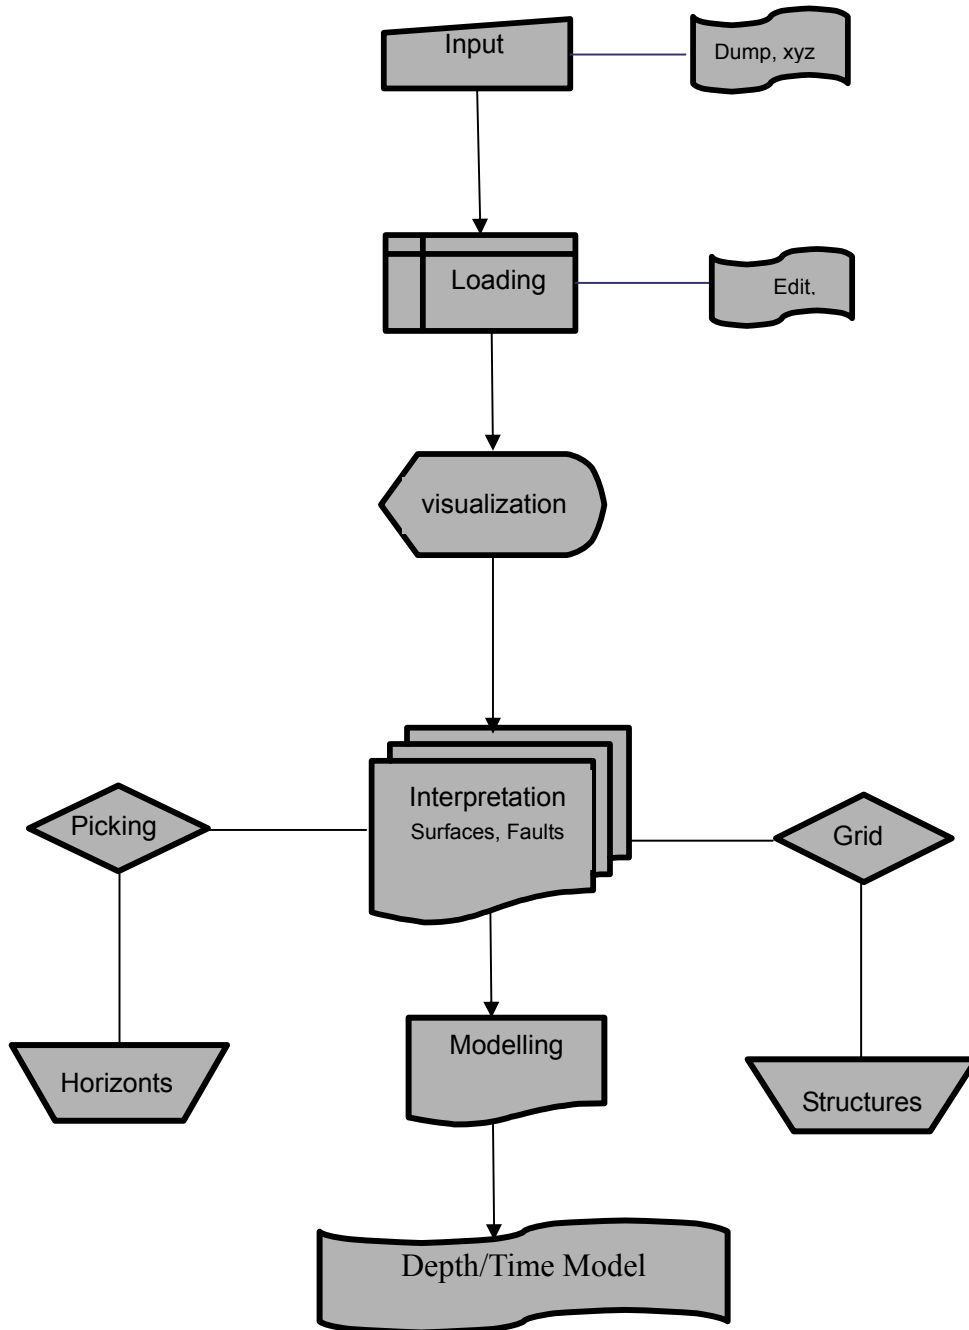 Input
Dump, xyz
Loading
Edit,
visualization
Interpretation
Surfaces, Faults
Picking
Grid
Modelling
Horizonts
Structures
Depth/Time Model